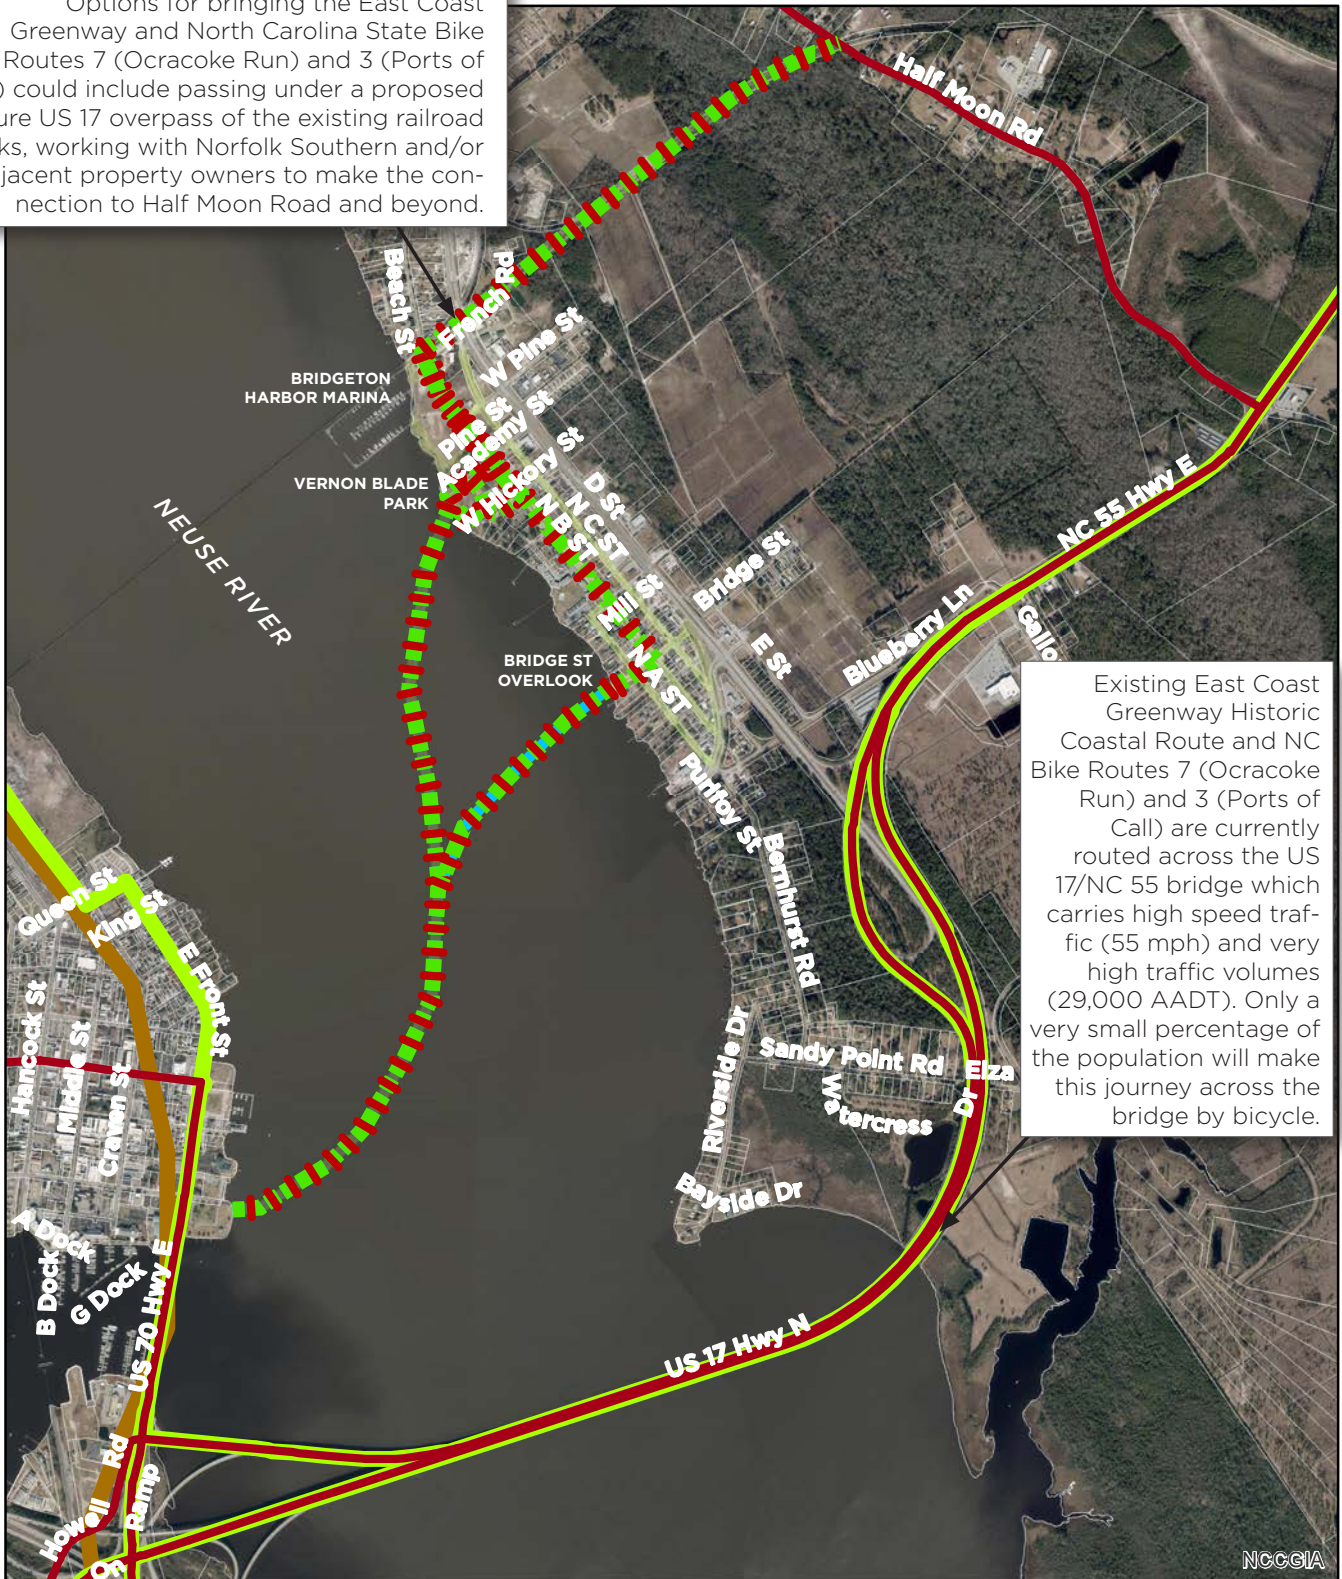 Options for bringing the East Coast
Greenway and North Carolina State Bike
Routes 7 (Ocracoke Run) and 3 (Ports of
) could include passing under a proposed
ure US 17 overpass of the existing railroad
ks, working with Norfolk Southern and/or
jacent property owners to make the con-
nection to Half Moon Road and beyond.
Half Moon Rd
Beach St
French Rd
W Pine St
BRIDGETON
HARBOR MARINA
Pine St
Academy St
W Hickory St
VERNON BLADE
PARK
D St
N C ST
N B ST
NEUSE RIVER
NC 55 Hwy E
Mill St
Bridge St
Blueberry Ln
Gallo
E St
N A ST
BRIDGE ST
OVERLOOK
Existing East Coast
Greenway Historic
Coastal Route and NC
Bike Routes 7 (Ocracoke
Run) and 3 (Ports of
Call) are currently
routed across the US
17/NC 55 bridge which
carries high speed traf-
fic (55 mph) and very
high traffic volumes
(29,000 AADT). Only a
very small percentage of
the population will make
this journey across the
bridge by bicycle.
Purifoy St
Bernhurst Rd
Queen St
King St
E Front St
Hancock St
Middle St
Craven St
Riverside Dr
Sandy Point Rd
Elza
Dr
Watercress
Bayside Dr
A Dock
B Dock
G Dock
US 70 Hwy E
US 17 Hwy N
Howell Rd
Ramp
On
NCCGIA